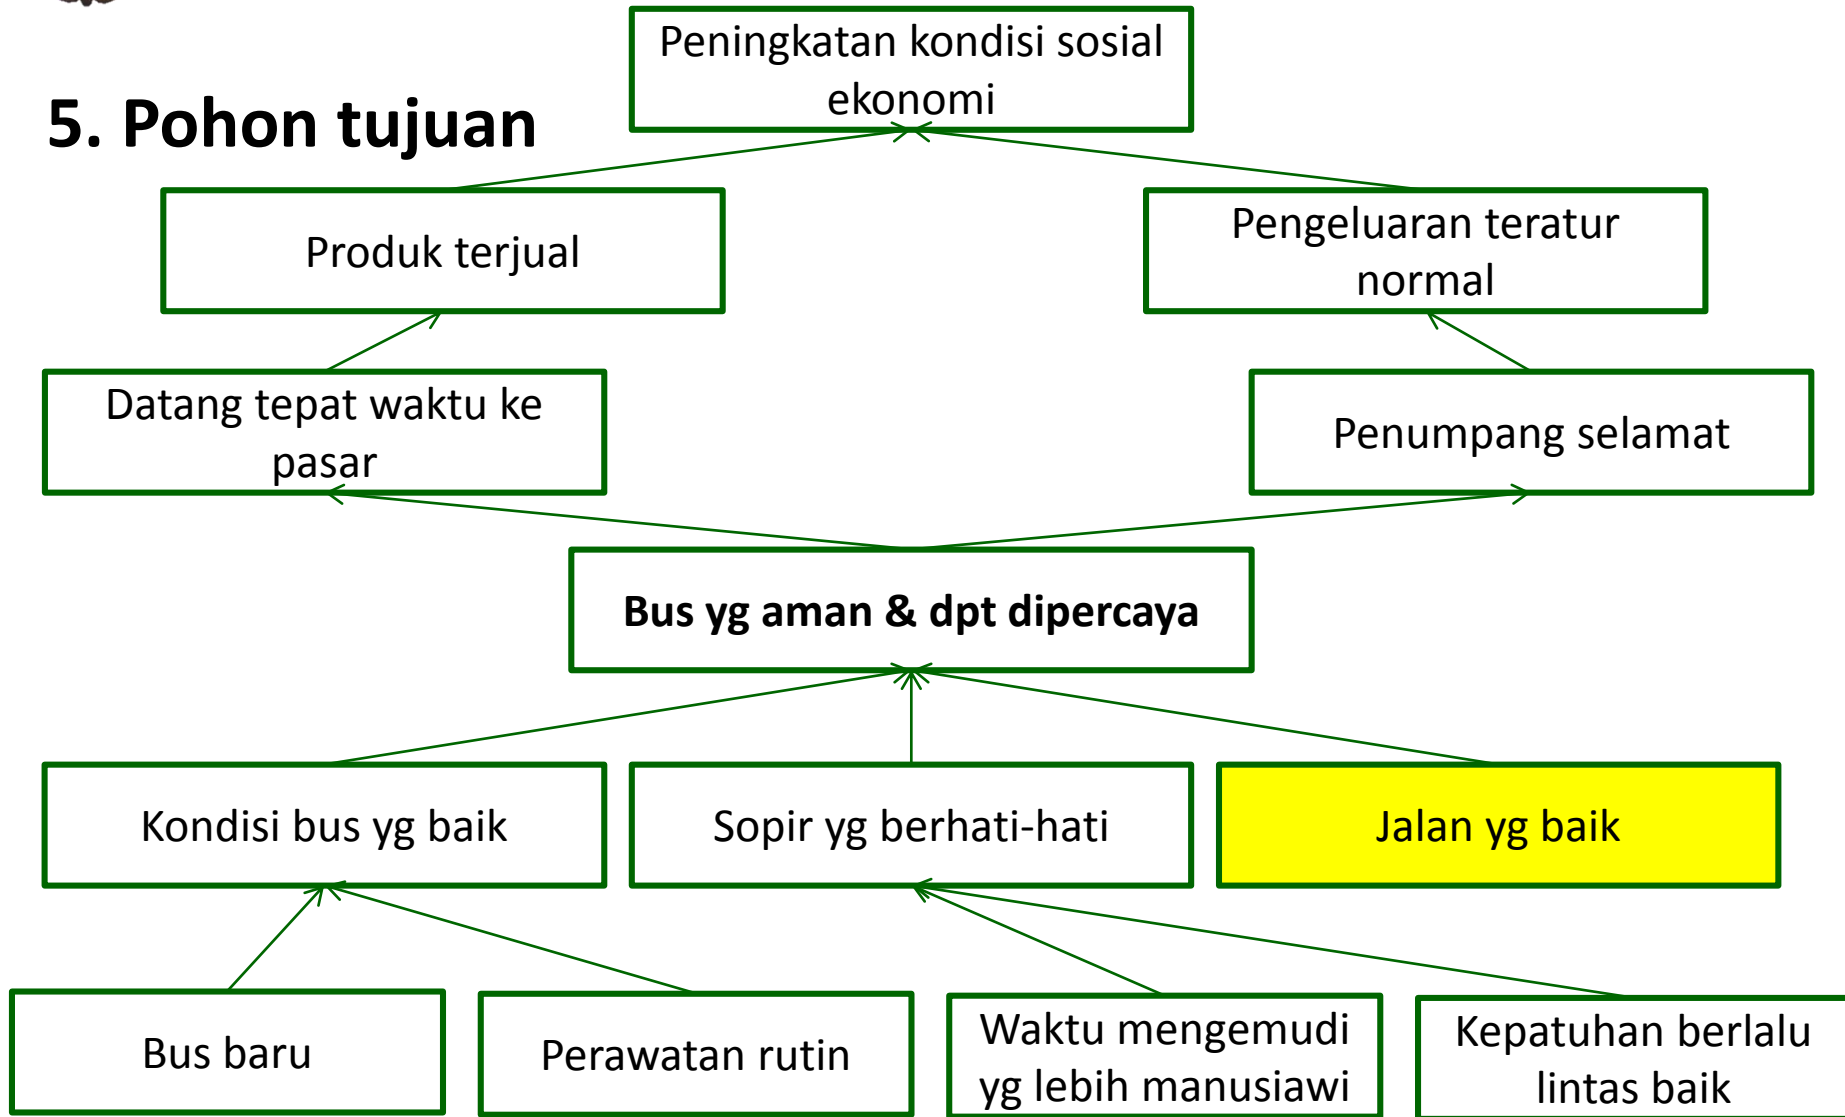 Peningkatan kondisi sosial
ekonomi
5. Pohon tujuan
Produk terjual
Pengeluaran teratur
normal
Datang tepat waktu ke
pasar
Penumpang selamat
Bus yg aman & dpt dipercaya
Kondisi bus yg baik
Sopir yg berhati-hati
Jalan yg baik
Bus baru
Perawatan rutin
Waktu mengemudi
yg lebih manusiawi
Kepatuhan berlalu
lintas baik